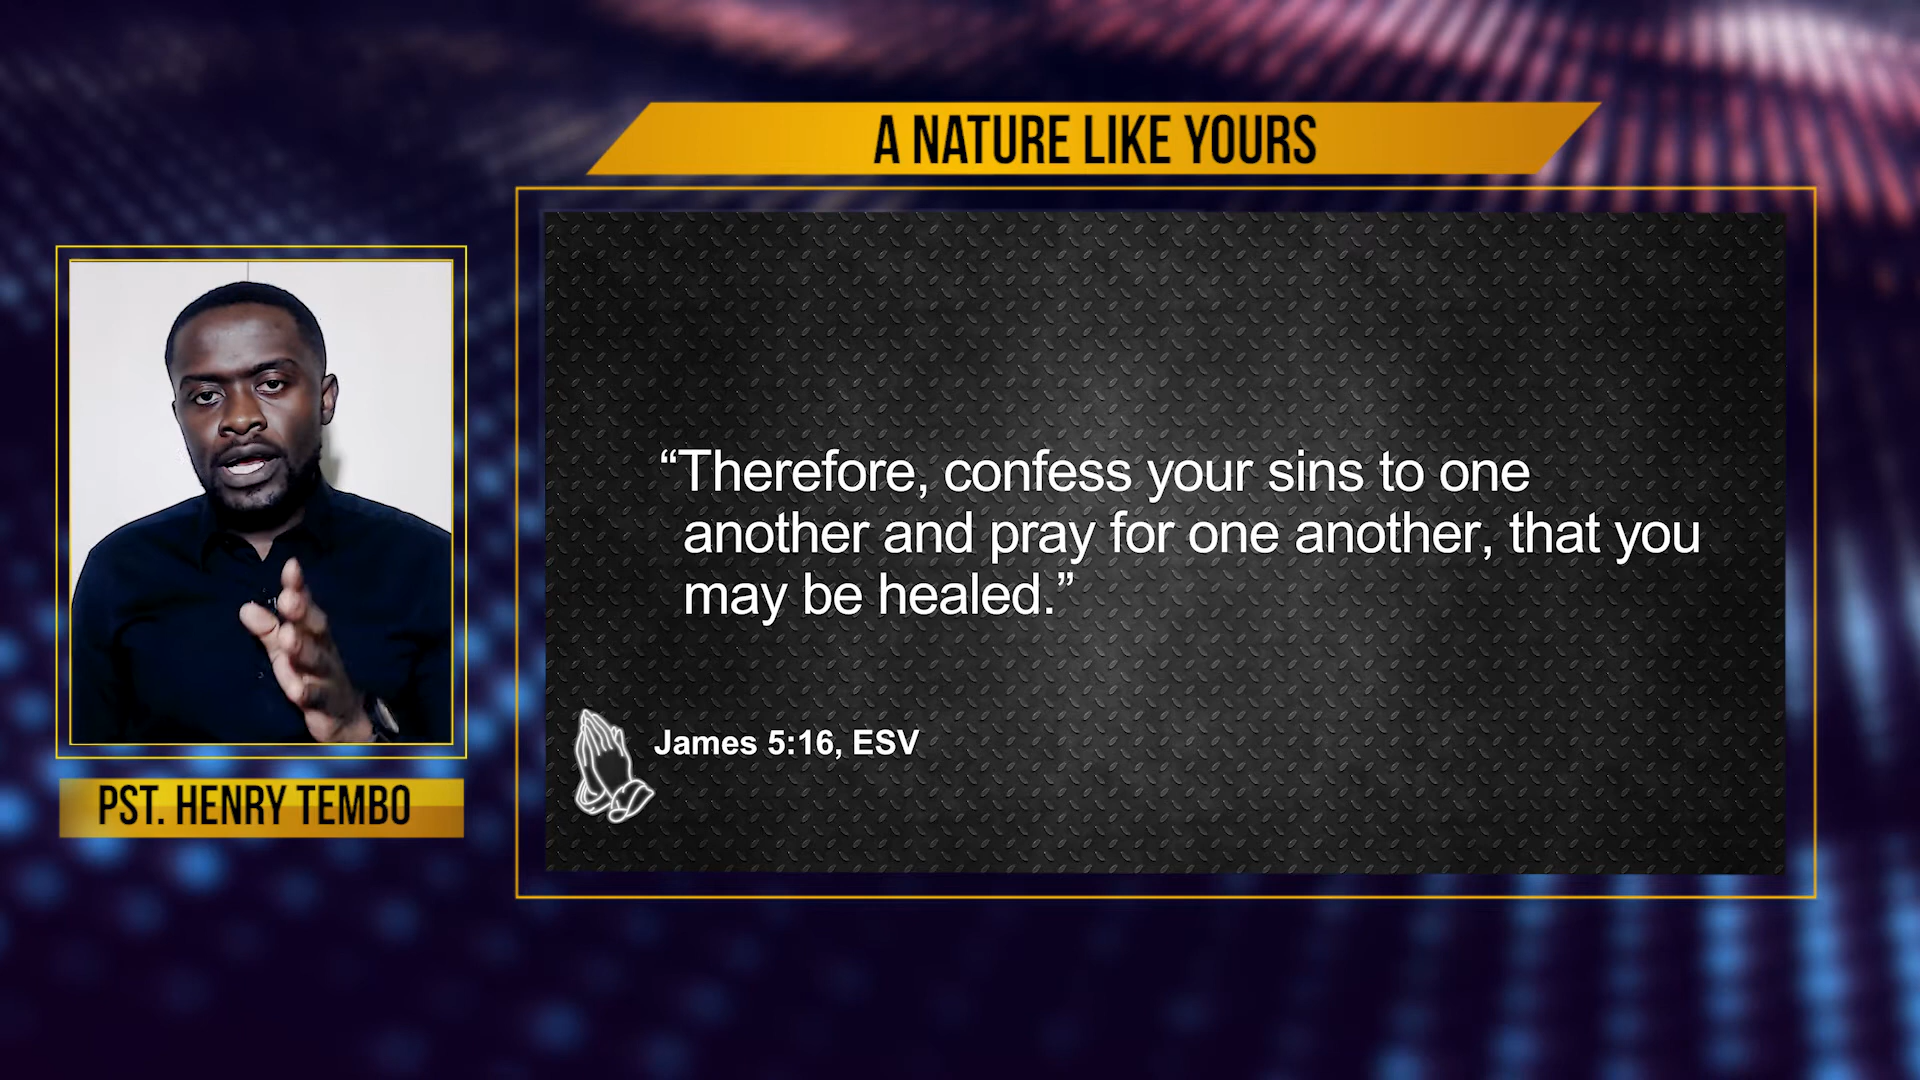 A NATURE LIKE YOURS
“Therefore, confess your sins to one
another and pray for one another, that you
may be healed.”
James 5:16, ESV
PST. HENRY TEMBO